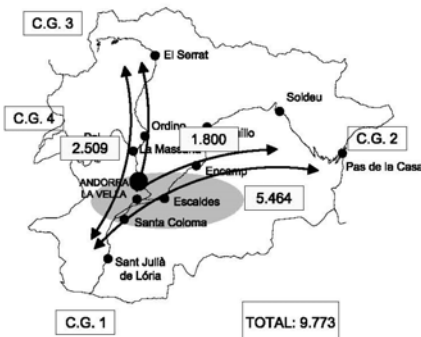 C.G. 3
El Serrat
Soldeu
C.G. 4
Ordino
2.509
La Massana
1.800
C.G. 2
Pas de la Casa
Encamp
ANDORRA
LA VELLA
Escaldes
5.464
Santa Coloma
Sant Julià
de Lória
C.G. 1
TOTAL: 9.773